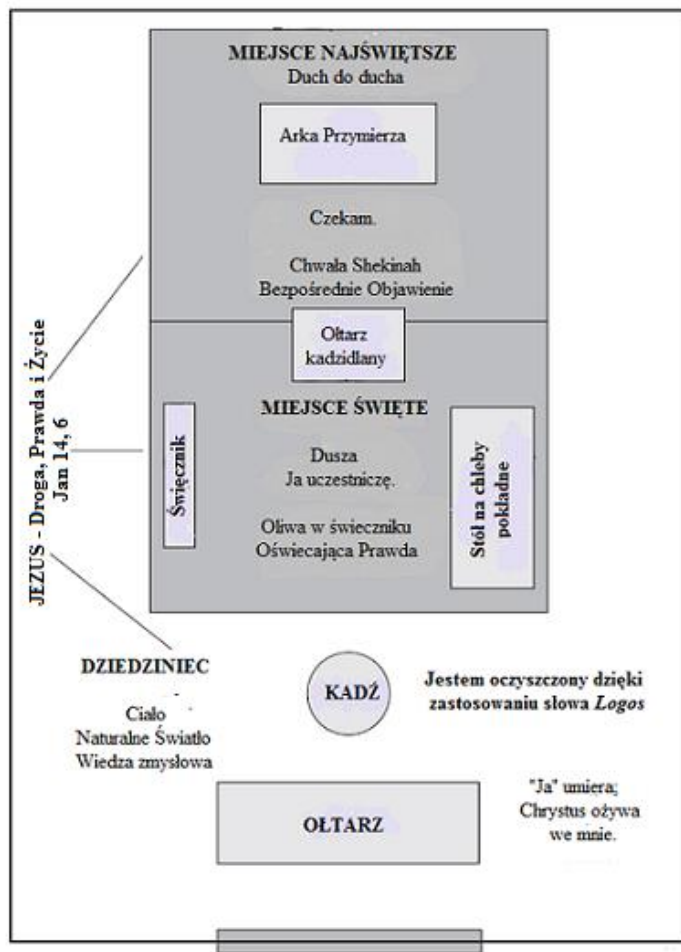 MIEJSCE NAJŚWIĘTSZE
Duch do ducha
Arka Przymierza
Czekam.
Chwała Shekinah
Bezpośrednie Objawienie
Ołtarz
kadzidlany
MIEJSCE ŚWIĘTE
Święcznik
Dusza
Ja uczestniczę.
Oliwa w świeczniku
Oświecająca Prawda
Stół na chleby
pokladne
JEZUS - Droga, Prawda i Życie
Jan 14, 6
DZIEDZINIEC
Ciało
Naturalne Światło
Wiedza zmysłowa
KADŹ
Jestem oczyszczony dzięki
zastosowaniu słowa Logos
OŁTARZ
"Ja" umiera;
Chrystus ożywa
we mnie.